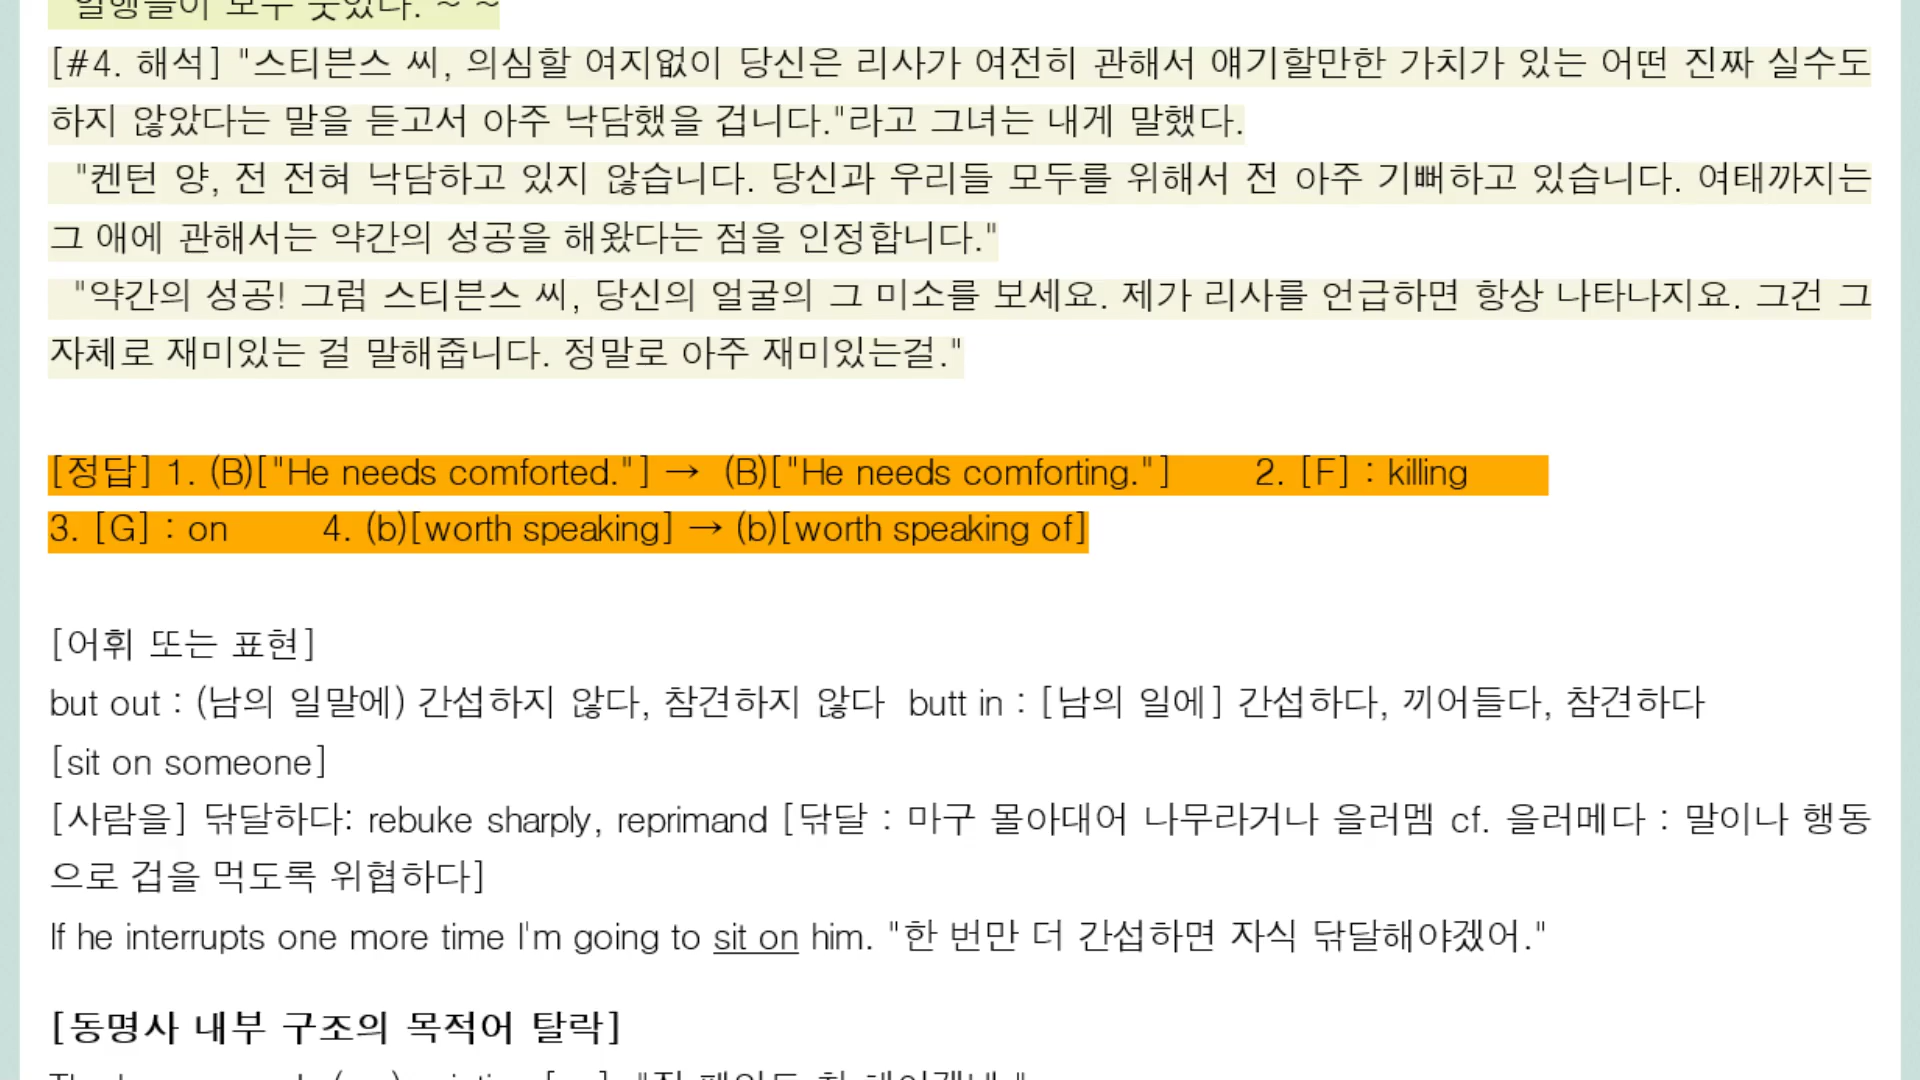 일행들이 모두 웃었다. ~ ~
[#4. 해석] "스티븐스 씨, 의심할 여지없이 당신은 리사가 여전히 관해서 얘기할만한 가치가 있는 어떤 진짜 실수도
하지 않았다는 말을 듣고서 아주 낙담했을 겁니다."라고 그녀는 내게 말했다.
"켄턴 양, 전 전혀 낙담하고 있지 않습니다. 당신과 우리들 모두를 위해서 전 아주 기뻐하고 있습니다. 여태까지는
그 애에 관해서는 약간의 성공을 해왔다는 점을 인정합니다."
"약간의 성공! 그럼 스티븐스 씨, 당신의 얼굴의 그 미소를 보세요. 제가 리사를 언급하면 항상 나타나지요. 그건 그
자체로 재미있는 걸 말해줍니다. 정말로 아주 재미있는걸."
[정답] 1. (B)["He needs comforted."] → (B)["He needs comforting."] 2. [F] : killing
3. [G] : on 4. (b)[worth speaking] → (b)[worth speaking of]
[어휘 또는 표현]
but out : (남의 일말에) 간섭하지 않다, 참견하지 않다 butt in : [남의 일에] 간섭하다, 끼어들다, 참견하다
[sit on someone]
[사람을] 닦달하다: rebuke sharply, reprimand [닦달 : 마구 몰아대어 나무라거나 을러멤 cf. 을러메다 : 말이나 행동
으로 겁을 먹도록 위협하다]
If he interrupts one more time I'm going to sit on him. "한 번만 더 간섭하면 자식 닦달해야겠어."
[동명사 내부 구조의 목적어 탈락]